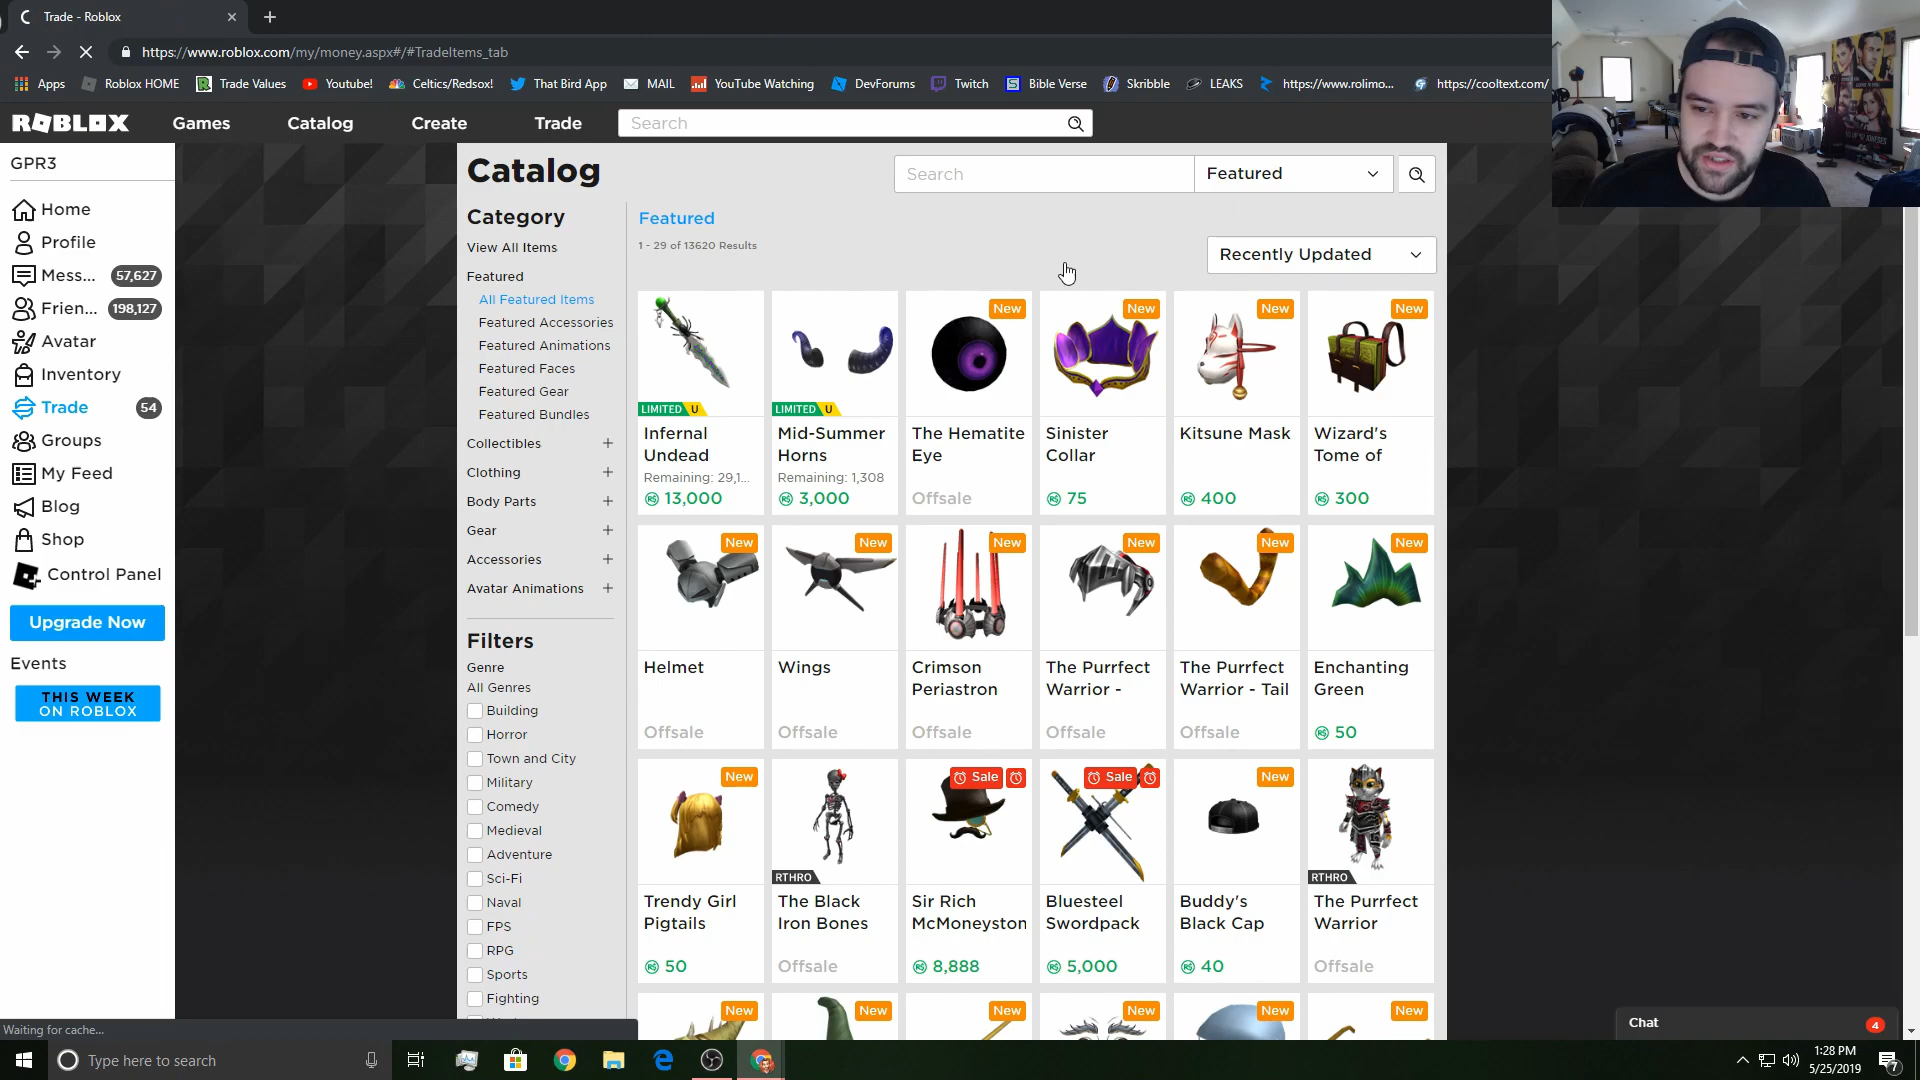 Trade - Roblox
https://www.roblox.com/my/money.aspx#/#TradeItems_tab
Apps Roblox HOME Trade Values Youtube! Celtics/Redsox! That Bird App MAIL YouTube Watching DevForums Twitch Bible Verse Skribble LEAKS https://www.rolimo... https://cooltext.com/
ROBLOX Games Catalog Create Trade Search
GPR3
Home
Profile
Mess... 57,627
Frien... 198,127
Avatar
Inventory
Trade 54
Groups
My Feed
Blog
Shop
Control Panel
Upgrade Now
Events
THIS WEEK
ON ROBLOX
Catalog Search Featured
Category
View All Items
Featured
All Featured Items
Featured Accessories
Featured Animations
Featured Faces
Featured Gear
Featured Bundles
Collectibles +
Clothing +
Body Parts +
Gear +
Accessories +
Avatar Animations +
Filters
Genre
All Genres
Building
Horror
Town and City
Military
Comedy
Medieval
Adventure
Sci-Fi
Naval
FPS
RPG
Sports
Fighting
Featured
1 - 29 of 13620 Results
Recently Updated
New New New New
LIMITED U LIMITED U
Infernal Mid-Summer The Hematite Sinister Kitsune Mask Wizard's
Undead Horns Eye Collar Tome of
Remaining: 29,1... Remaining: 1,308
13,000 3,000 Offsale 75 400 300
New New New New New New
Helmet Wings Crimson The Purrfect The Purrfect Enchanting
Periastron Warrior - Warrior - Tail Green
Offsale Offsale Offsale Offsale Offsale 50
New Sale Sale New
RTHRO RTHRO
Trendy Girl The Black Sir Rich Bluesteel Buddy's The Purrfect
Pigtails Iron Bones McMoneyston Swordpack Black Cap Warrior
50 Offsale 8,888 5,000 40 Offsale
New New New New New New
Waiting for cache...
Chat 4
Type here to search
1:28 PM
5/25/2019
7